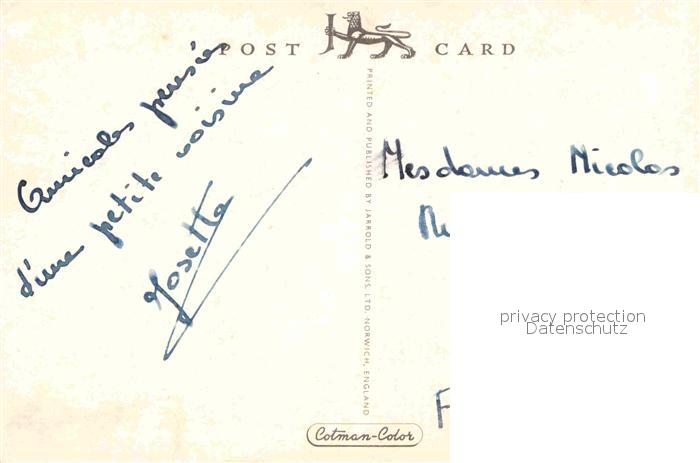 POST CARD
Amicales pensées
d'une petite voisine
Josette
PRINTED AND PUBLISHED BY JARROLD & SONS, LTD. NORWICH, ENGLAND
Mesdames Nicolas
privacy protection
Datenschutz
F
Cotman-Color